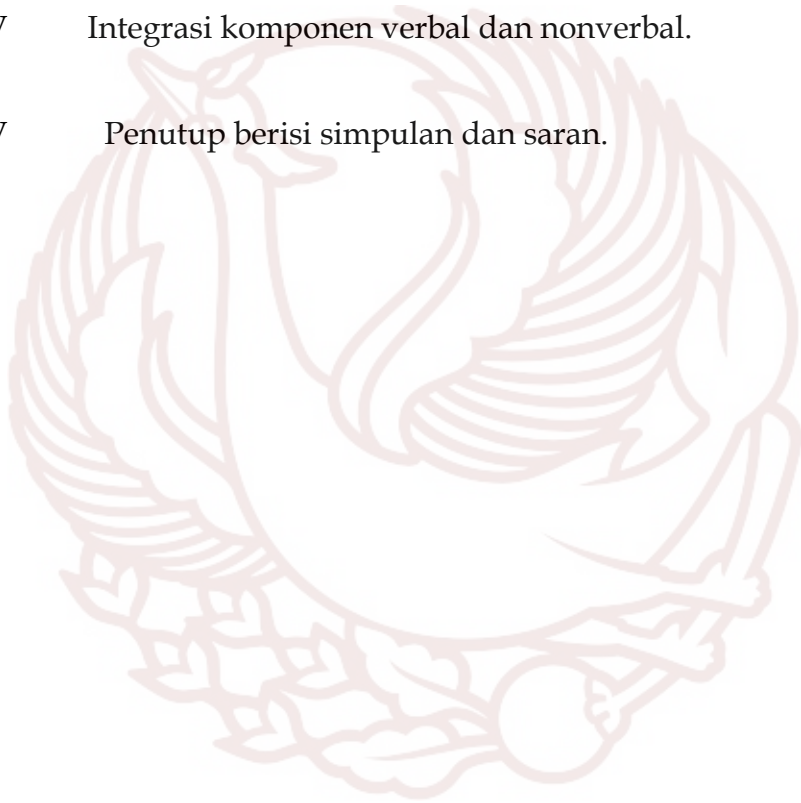 V Integrasi komponen verbal dan nonverbal.
V Penutup berisi simpulan dan saran.